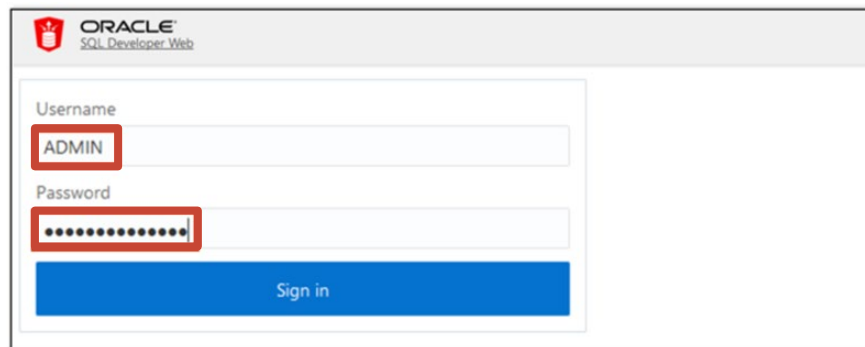 ORACLE
SQL Developer Web
Username
ADMIN
Password
••••••••••••••
Sign in